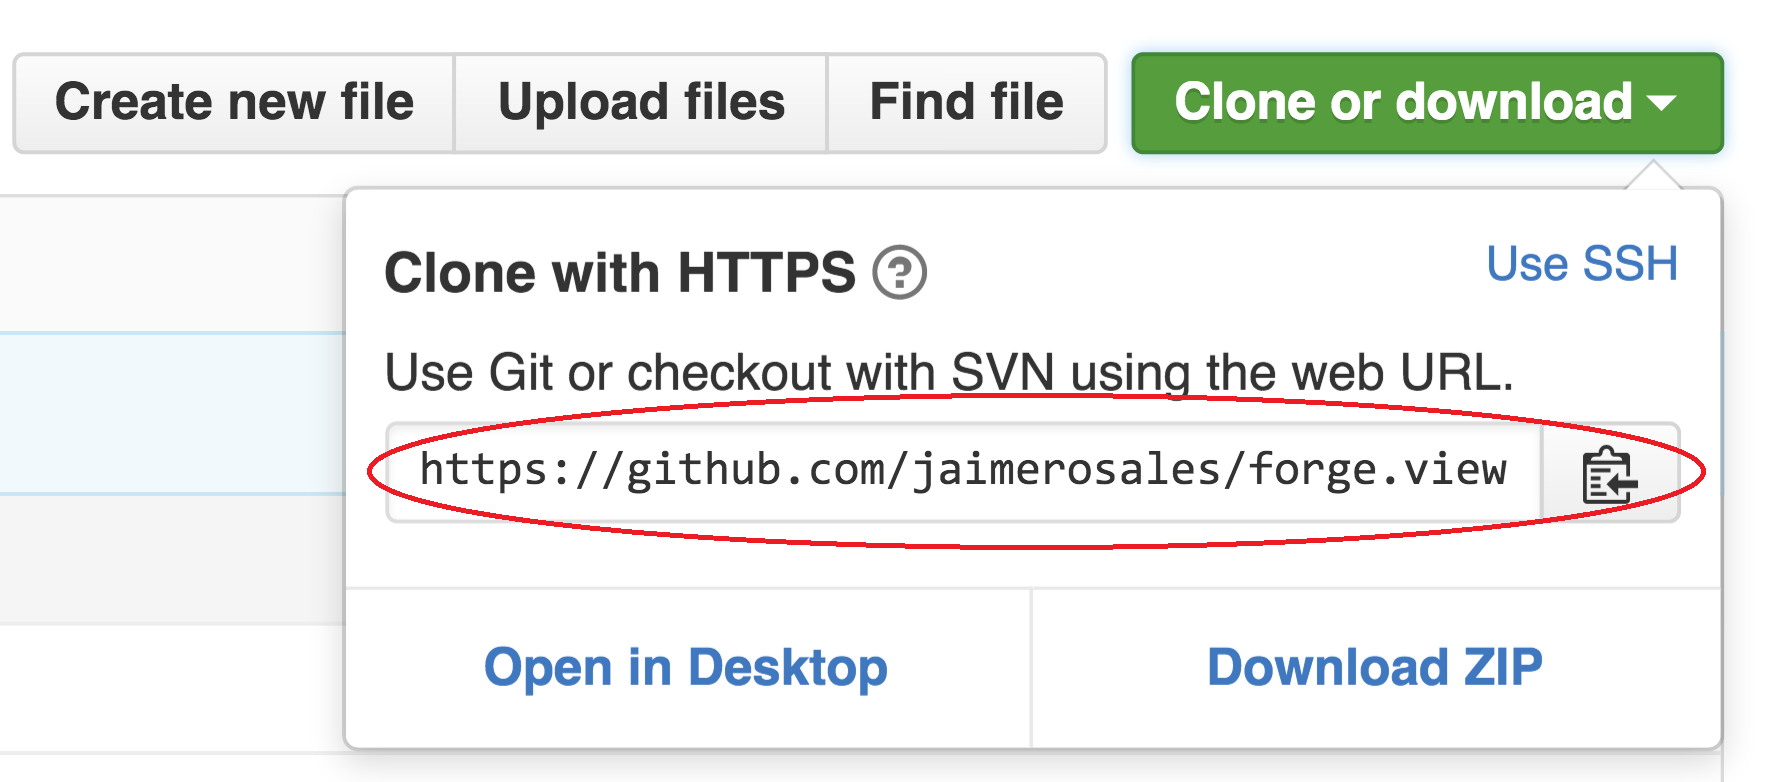 Create new file Upload files Find file Clone or download
Clone with HTTPS ? Use SSH
Use Git or checkout with SVN using the web URL.
https://github.com/jaimerosales/forge.view
Open in Desktop Download ZIP